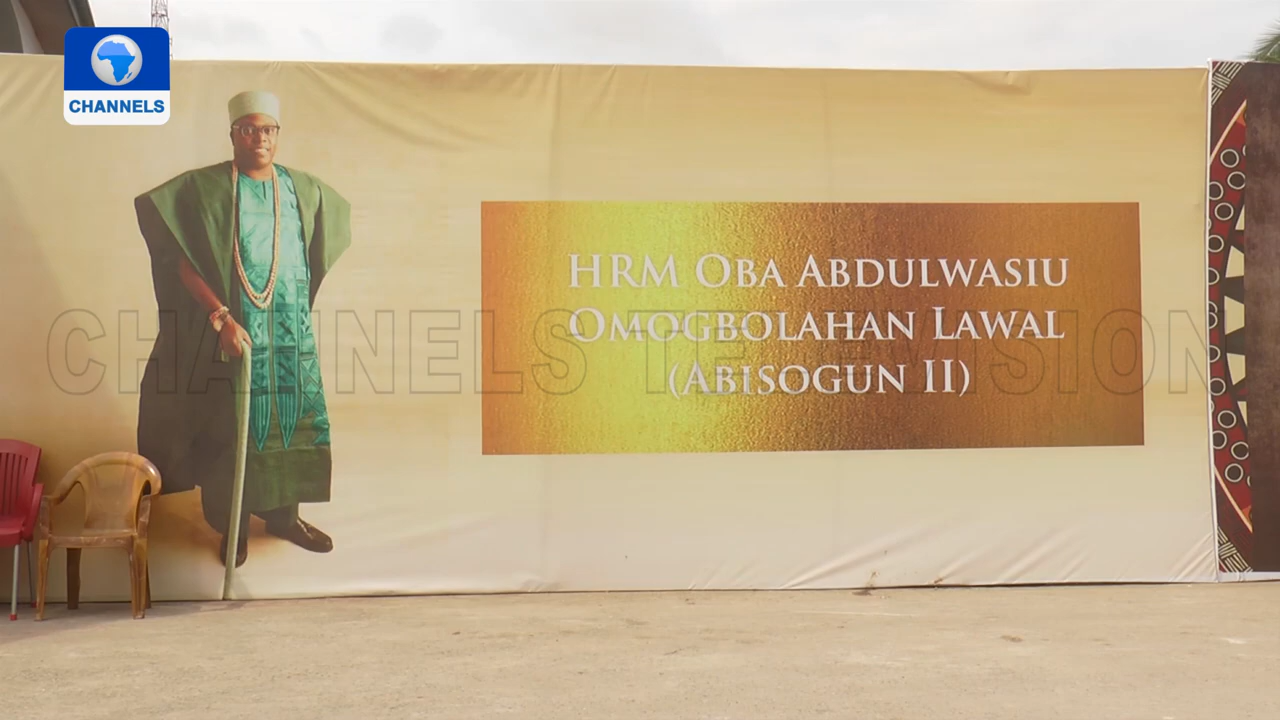 CHANNELS
HRM OBA ABDULWASIU
OMOGBOLAHAN LAWAL
(ABISOGUN II)
CHANNELS TELEVISION